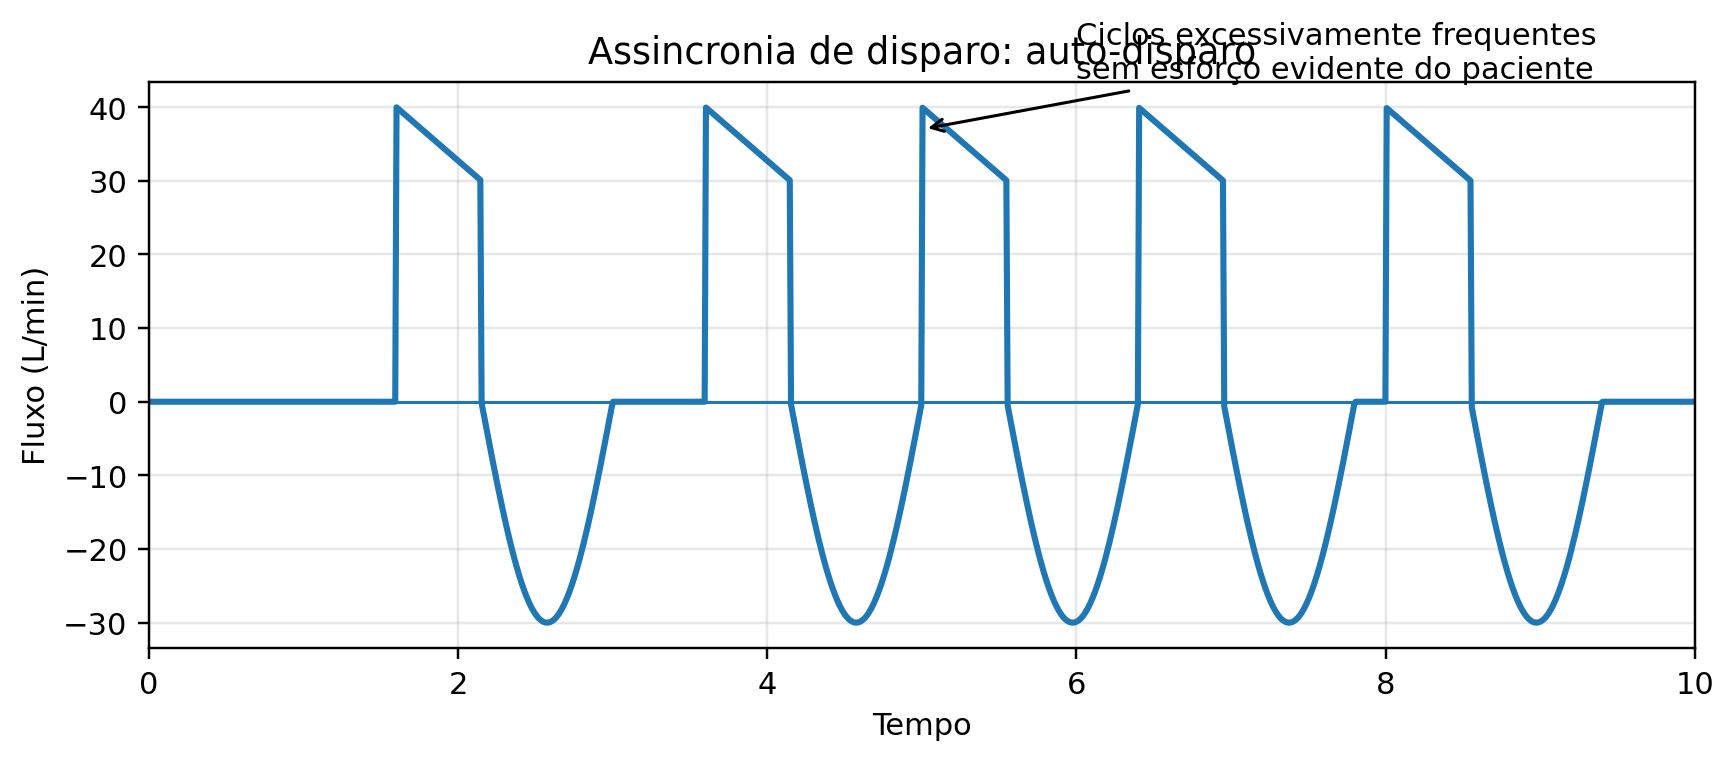 Ciclos excessivamente frequentes
sem esforço evidente do paciente
Assincronia de disparo: auto-disparo
Fluxo (L/min)
40
30
20
10
0
−10
−20
−30
0 2 4 6 8 10
Tempo